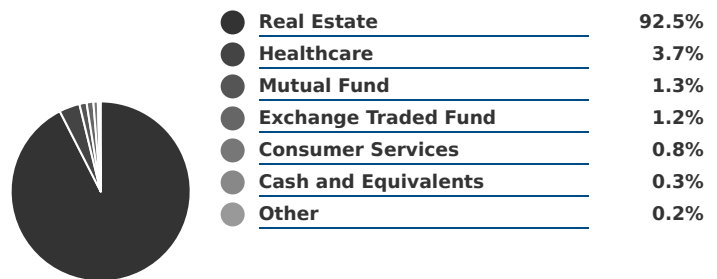 Real Estate 92.5%
Healthcare 3.7%
Mutual Fund 1.3%
Exchange Traded Fund 1.2%
Consumer Services 0.8%
Cash and Equivalents 0.3%
Other 0.2%